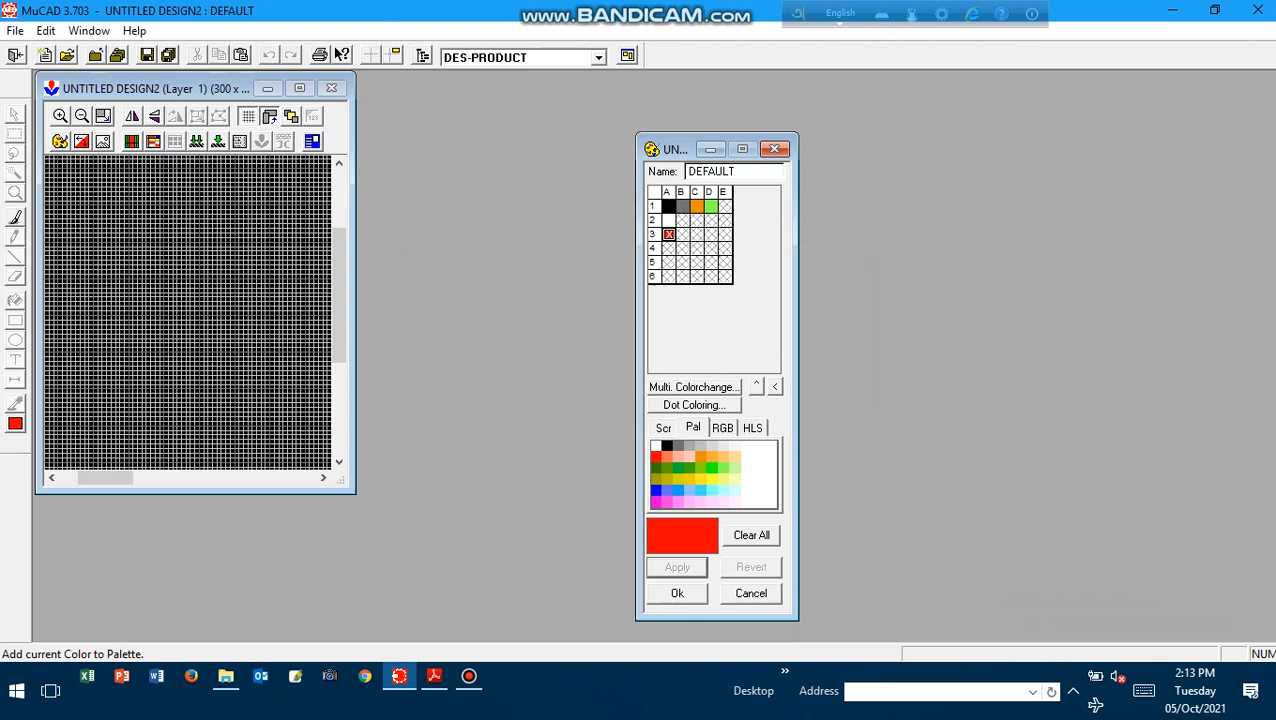 MuCAD 3.703 - UNTITLED DESIGN2 : DEFAULT
www.BANDICAM.com
English
File Edit Window Help
DES-PRODUCT
UNTITLED DESIGN2 (Layer 1) (300 x ...
UN...
Name: DEFAULT
A B C D E
1
2
3 X
4
5
6
Multi. Colorchange... ^ <
Dot Coloring...
Scr Pal RGB HLS
Clear All
Apply Revert
Ok Cancel
Add current Color to Palette.
NUM
Desktop » Address
2:13 PM
Tuesday
05/Oct/2021